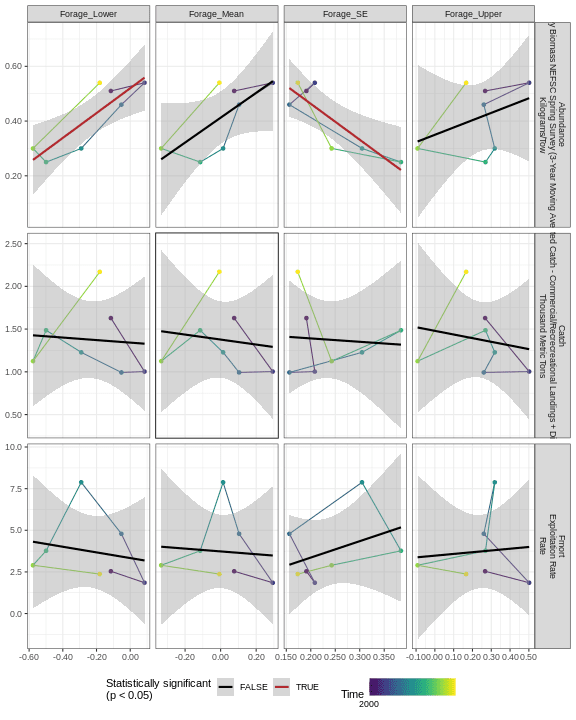 Forage_Lower Forage_Mean Forage_SE Forage_Upper
0.60
0.40
0.20
Abundance
Biomass NEFSC Spring Survey (3-Year Moving
Kilograms/Tow
2.50
2.00
1.50
1.00
0.50
Catch
Catch - Commercial/Recreational Landings +
Thousand Metric Tons
10.0
7.5
5.0
2.5
0.0
Fmort
Exploitation Rate
Rate
-0.60 -0.40 -0.20 0.00 -0.20 0.00 0.20 0.150 0.200 0.250 0.300 0.350 -0.10 0.00 0.10 0.20 0.30 0.40 0.50
Statistically significant
(p < 0.05)
FALSE TRUE
Time
2000